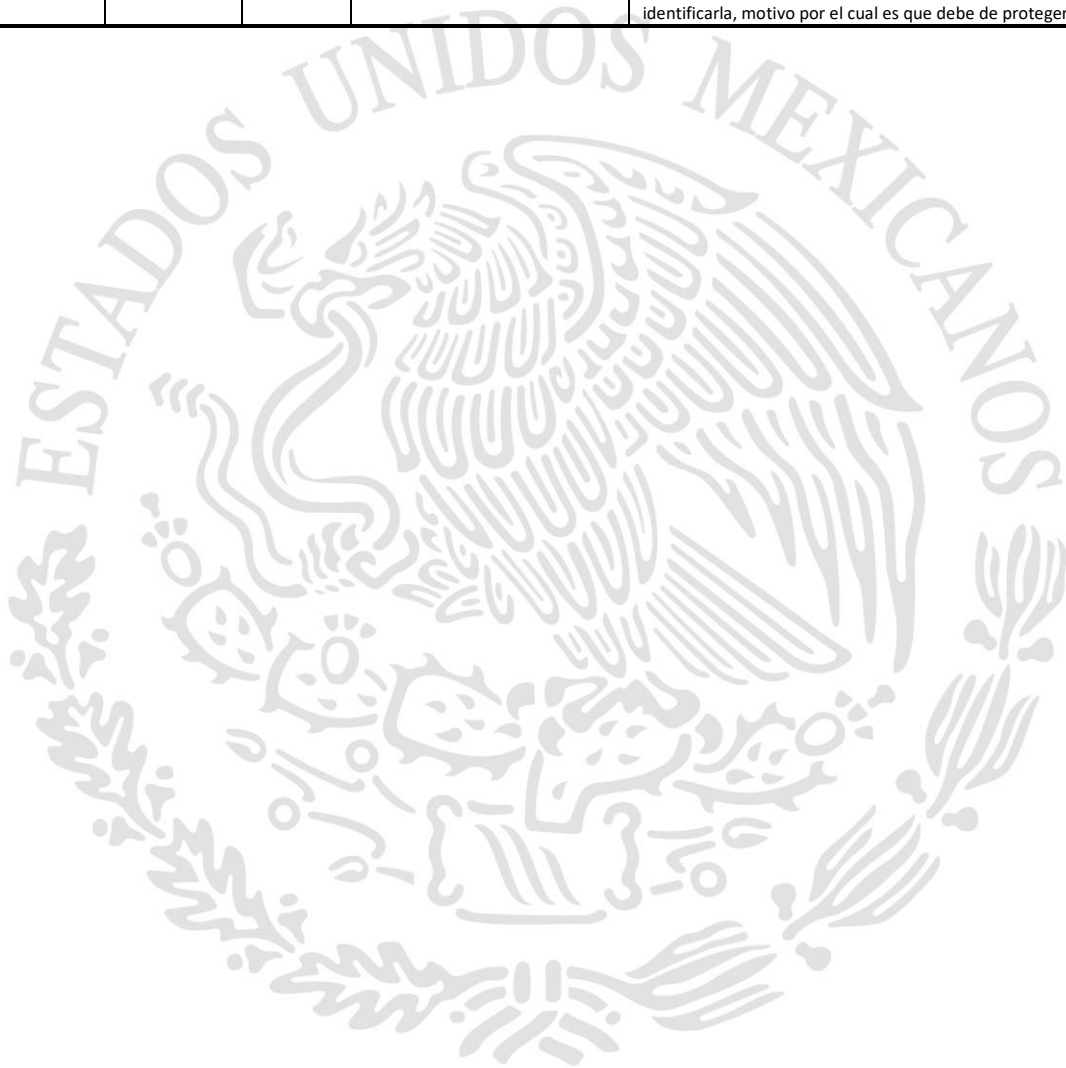 identificarla, motivo por el cual es que debe de proteger
ESTADOS UNIDOS MEXICANOS